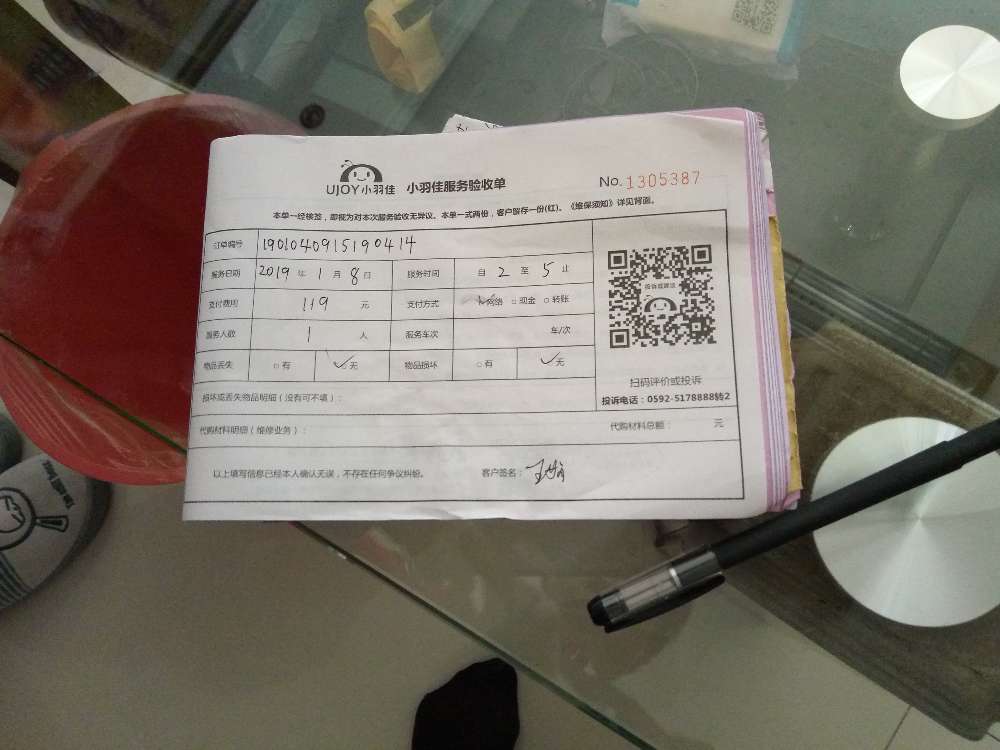 UJOY小羽佳 小羽佳服务验收单 No.1305387
本单一经核签，即视为对本次服务验收无异议。本单一式两份，客户留存一份(红)。《维保须知》详见背面。
订单编号 1901040915190414
服务日期 2019 年 1 月 8 日 服务时间 自 2 至 5 止
支付费用 119 元 支付方式 ☑网络 □现金 □转账
服务人数 1 人 服务车次 车/次
物品丢失 □有 ☑无 物品损坏 □有 ☑无
投诉或建议
扫码评价或投诉
投诉电话：0592-5178888转2
损坏或丢失物品明细（没有可不填）：
代购材料明细（维修业务）： 代购材料总额： 元
以上填写信息已经本人确认无误，不存在任何争议纠纷。 客户签名：